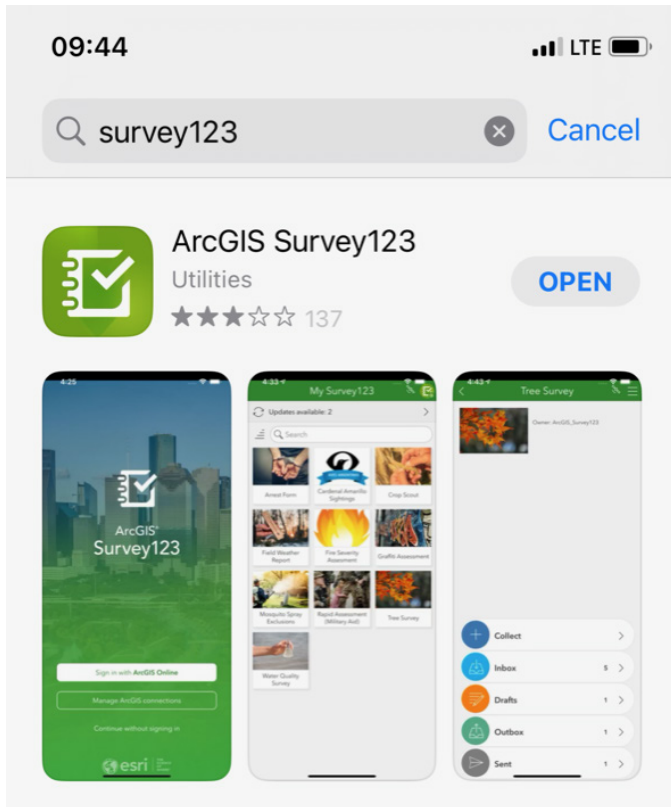 09:44
LTE
survey123
Cancel
ArcGIS Survey123
Utilities
OPEN
137
4:25
ArcGIS®
Survey123
Sign in with ArcGIS Online
Manage ArcGIS connections
Continue without signing in
esri
4:33
My Survey123
Updates available: 2
Search
Arrest Form
Cardenal Amarillo
Sightings
Crop Scout
Field Weather
Report
Fire Severity
Assessment
Graffiti Assessment
Mosquito Spray
Exclusions
Rapid Assessment
(Military Aid)
Tree Survey
Water Quality
Survey
4:43
Tree Survey
Owner: ArcGIS_Survey123
Collect
Inbox
5
Drafts
1
Outbox
1
Sent
1